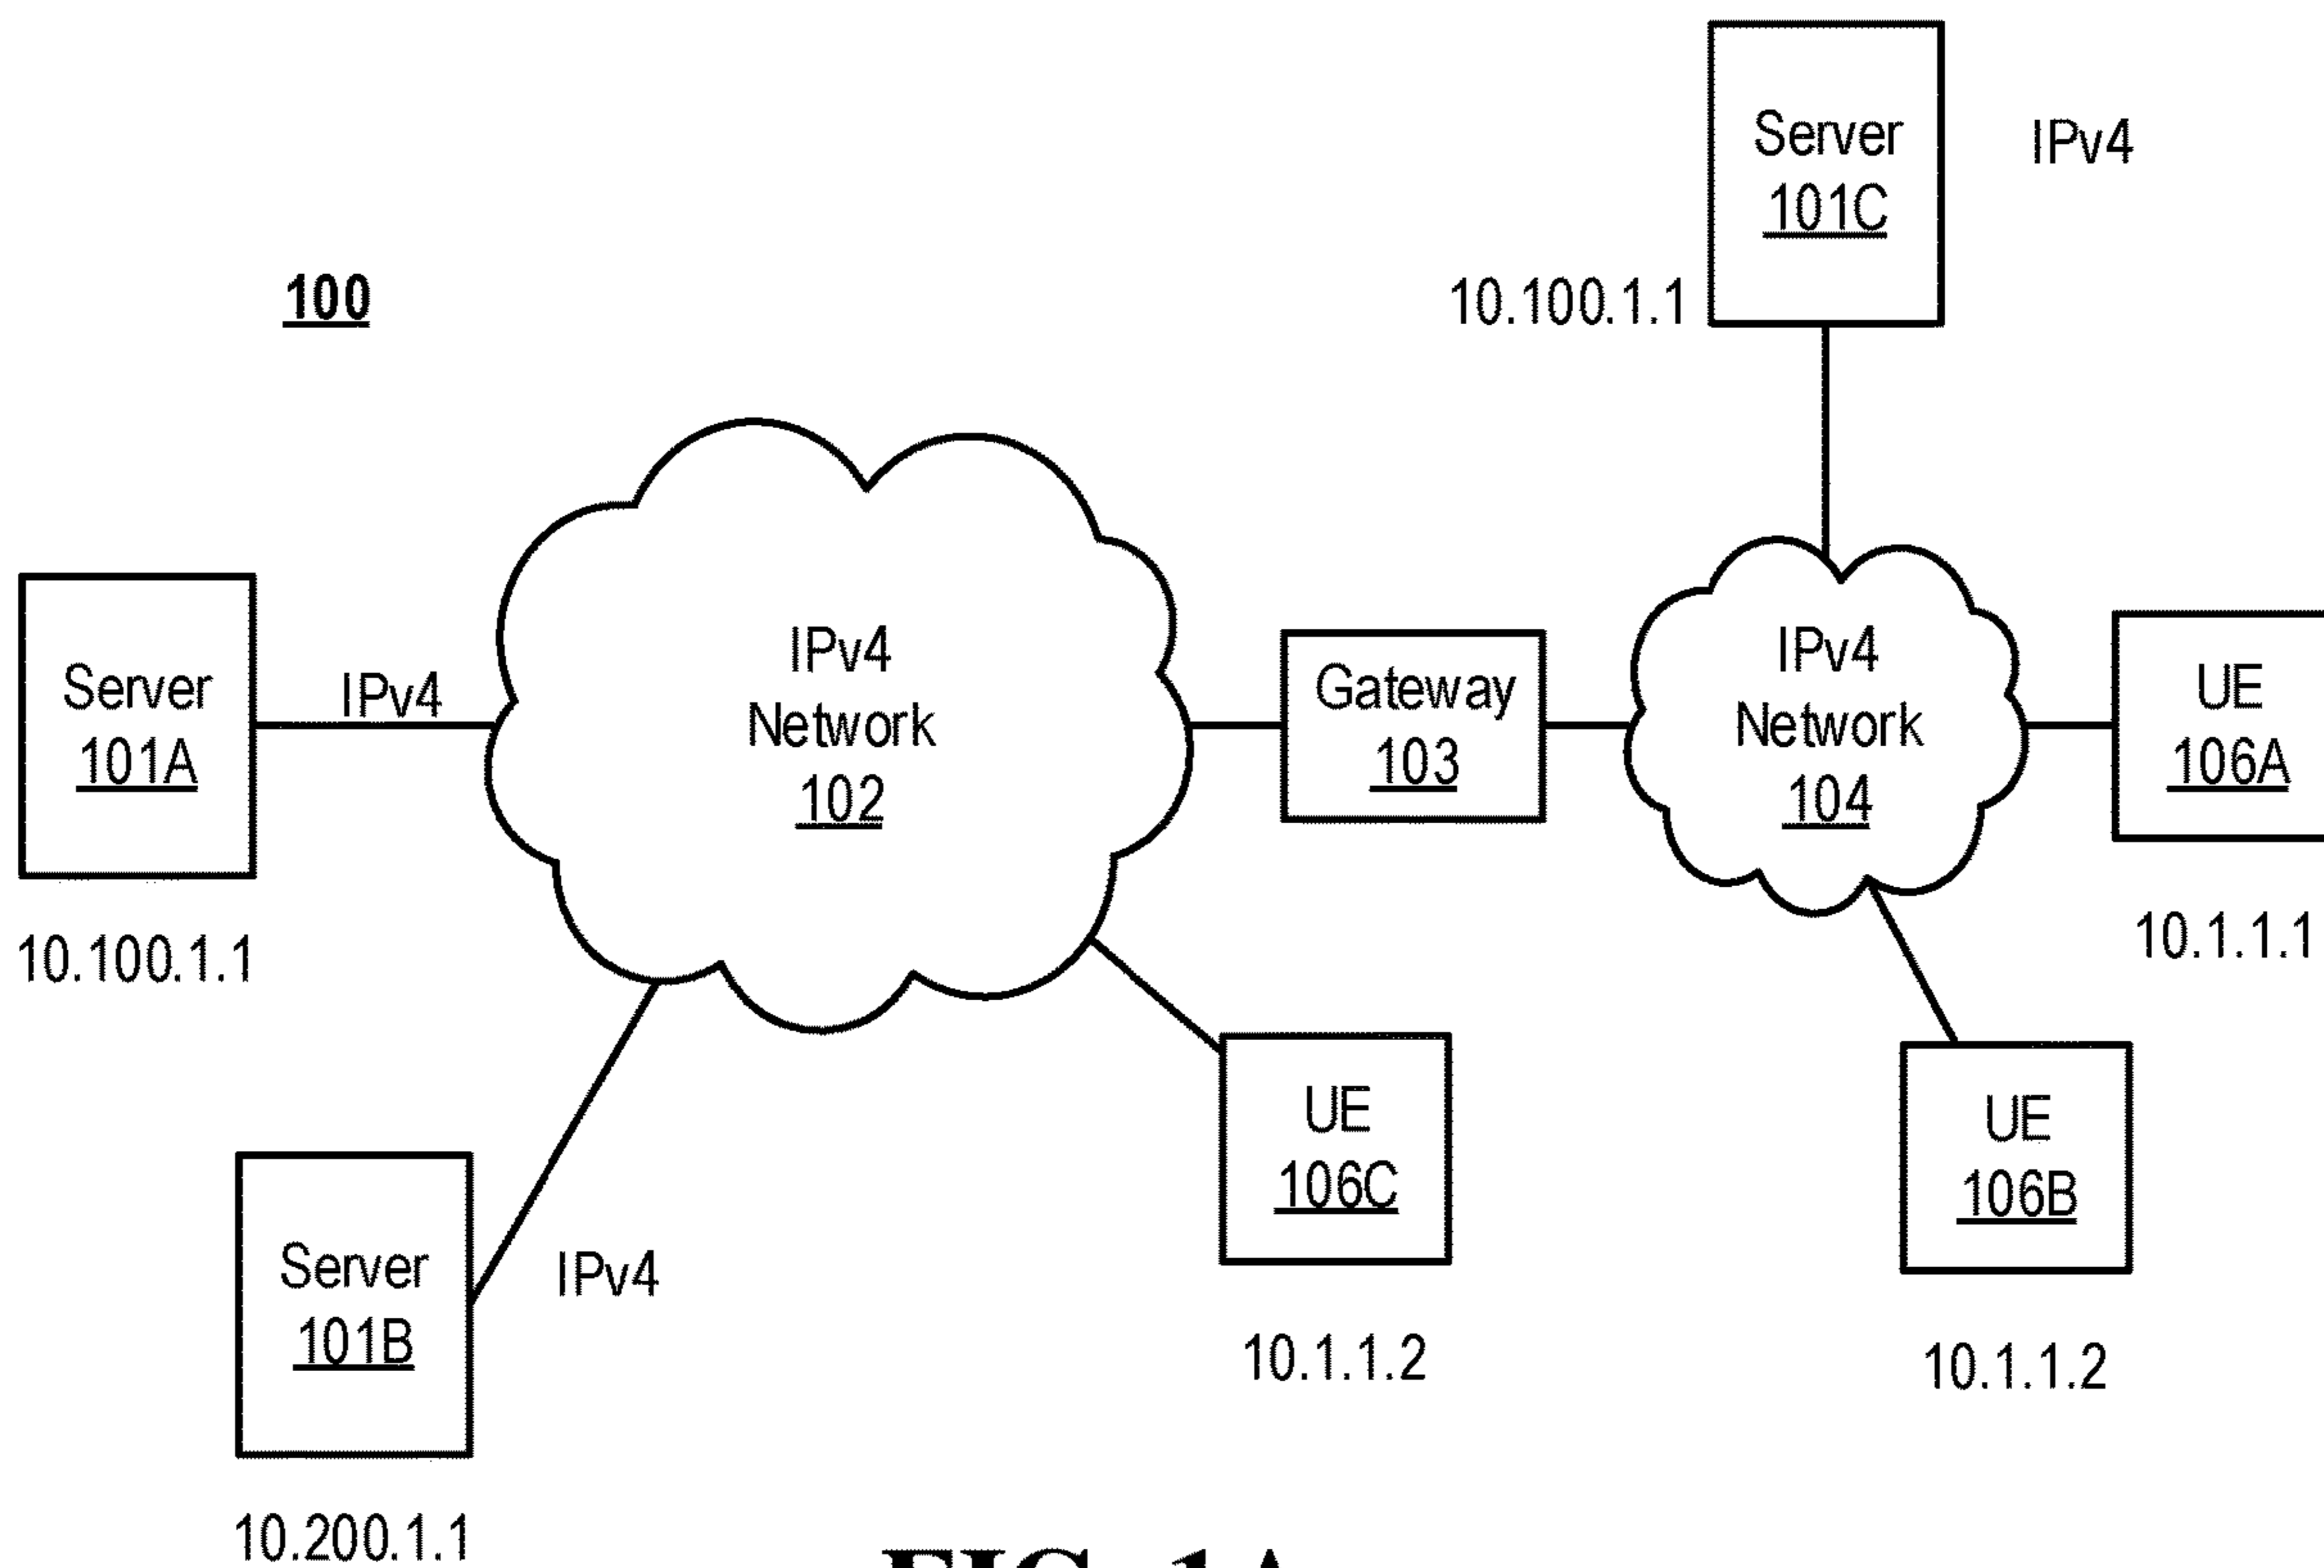 Server
101C
IPv4
10.100.1.1
100
IPv4
Network
102
Server
101A
IPv4
10.100.1.1
Gateway
103
IPv4
Network
104
UE
106A
10.1.1.1
UE
106C
10.1.1.2
UE
106B
10.1.1.2
Server
101B
IPv4
10.200.1.1
FIG. 1A